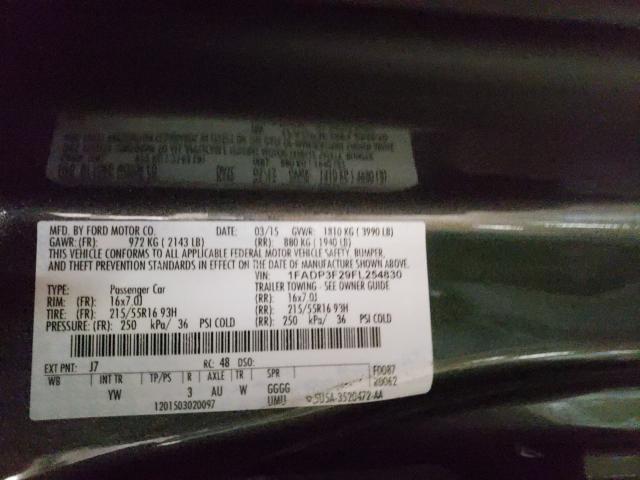 MFD. BY FORD MOTOR CO. DATE: 03/15 GVWR: 1810 KG ( 3990 LB)
GAWR: (FR): 972 KG ( 2143 LB) (RR): 880 KG ( 1940 LB)
THIS VEHICLE CONFORMS TO ALL APPLICABLE FEDERAL MOTOR VEHICLE SAFETY, BUMPER,
AND THEFT PREVENTION STANDARDS IN EFFECT ON THE DATE OF MANUFACTURE SHOWN ABOVE.
VIN: 1FADP3F29FL254830
TYPE: Passenger Car TRAILER TOWING - SEE OWNER GUIDE
RIM: (FR): 16x7.0J (RR): 16x7.0J
TIRE: (FR): 215/55R16 93H (RR): 215/55R16 93H
PRESSURE: (FR): 250 kPa/ 36 PSI COLD (RR): 250 kPa/ 36 PSI COLD
EXT PNT: J7 RC: 48 DSO: F0087
WB INT TR TP/PS R AXLE TR SPR
YW 3 AU W GGGG
1201503020097 5U5A-3520472-AA